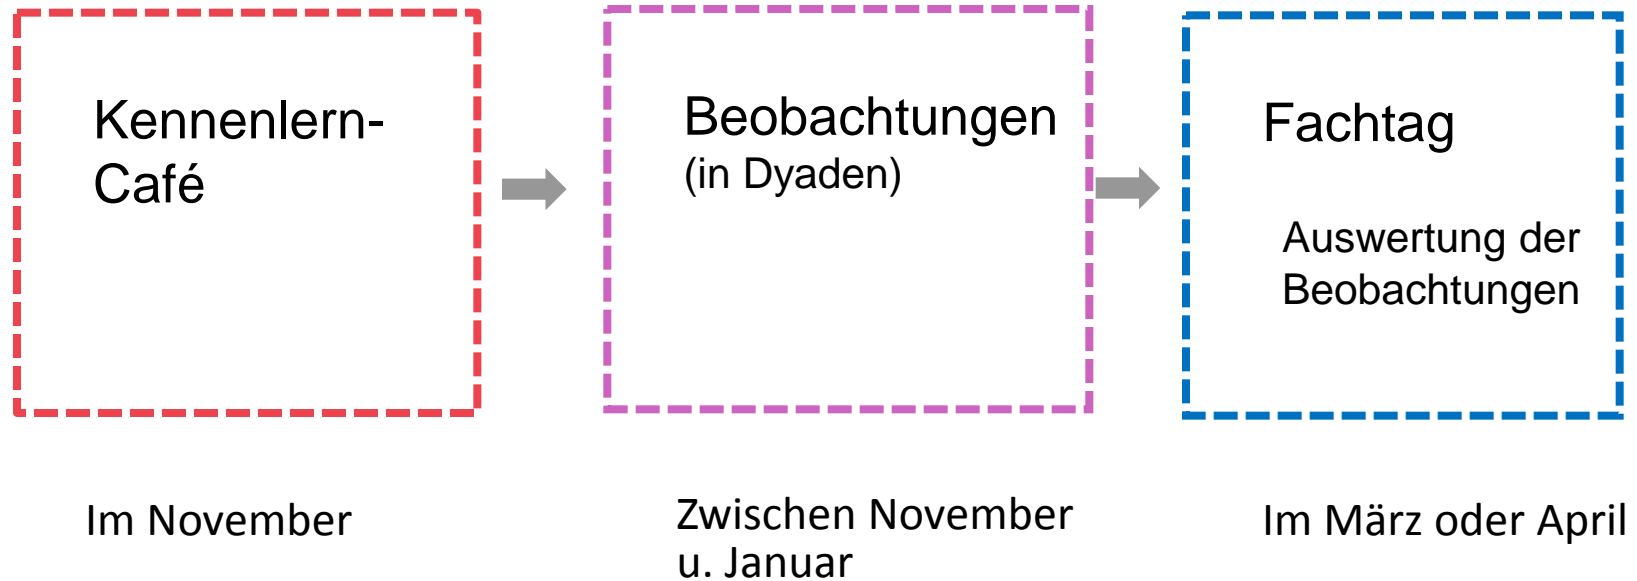 Kennenlern-
Café
Beobachtungen
(in Dyaden)
Fachtag
Auswertung der
Beobachtungen
Im November
Zwischen November
u. Januar
Im März oder April